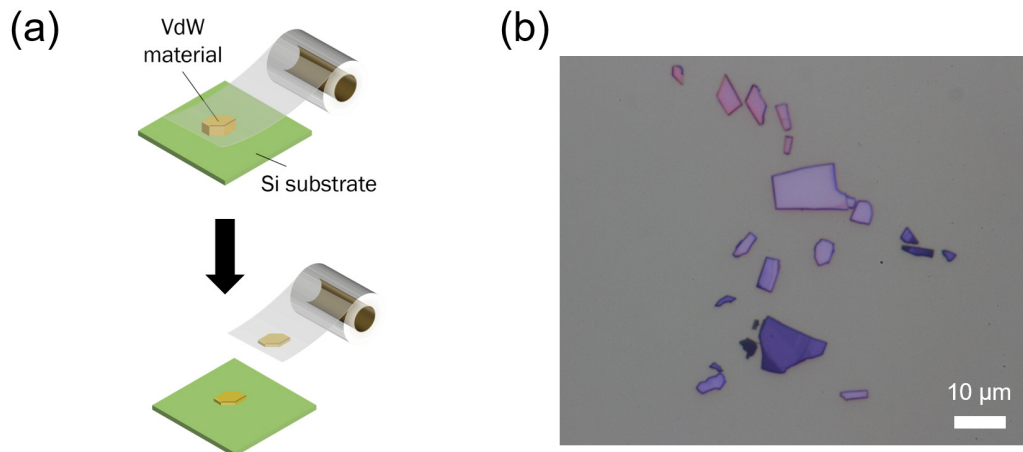 (a)
VdW
material
Si substrate
(b)
10 μm